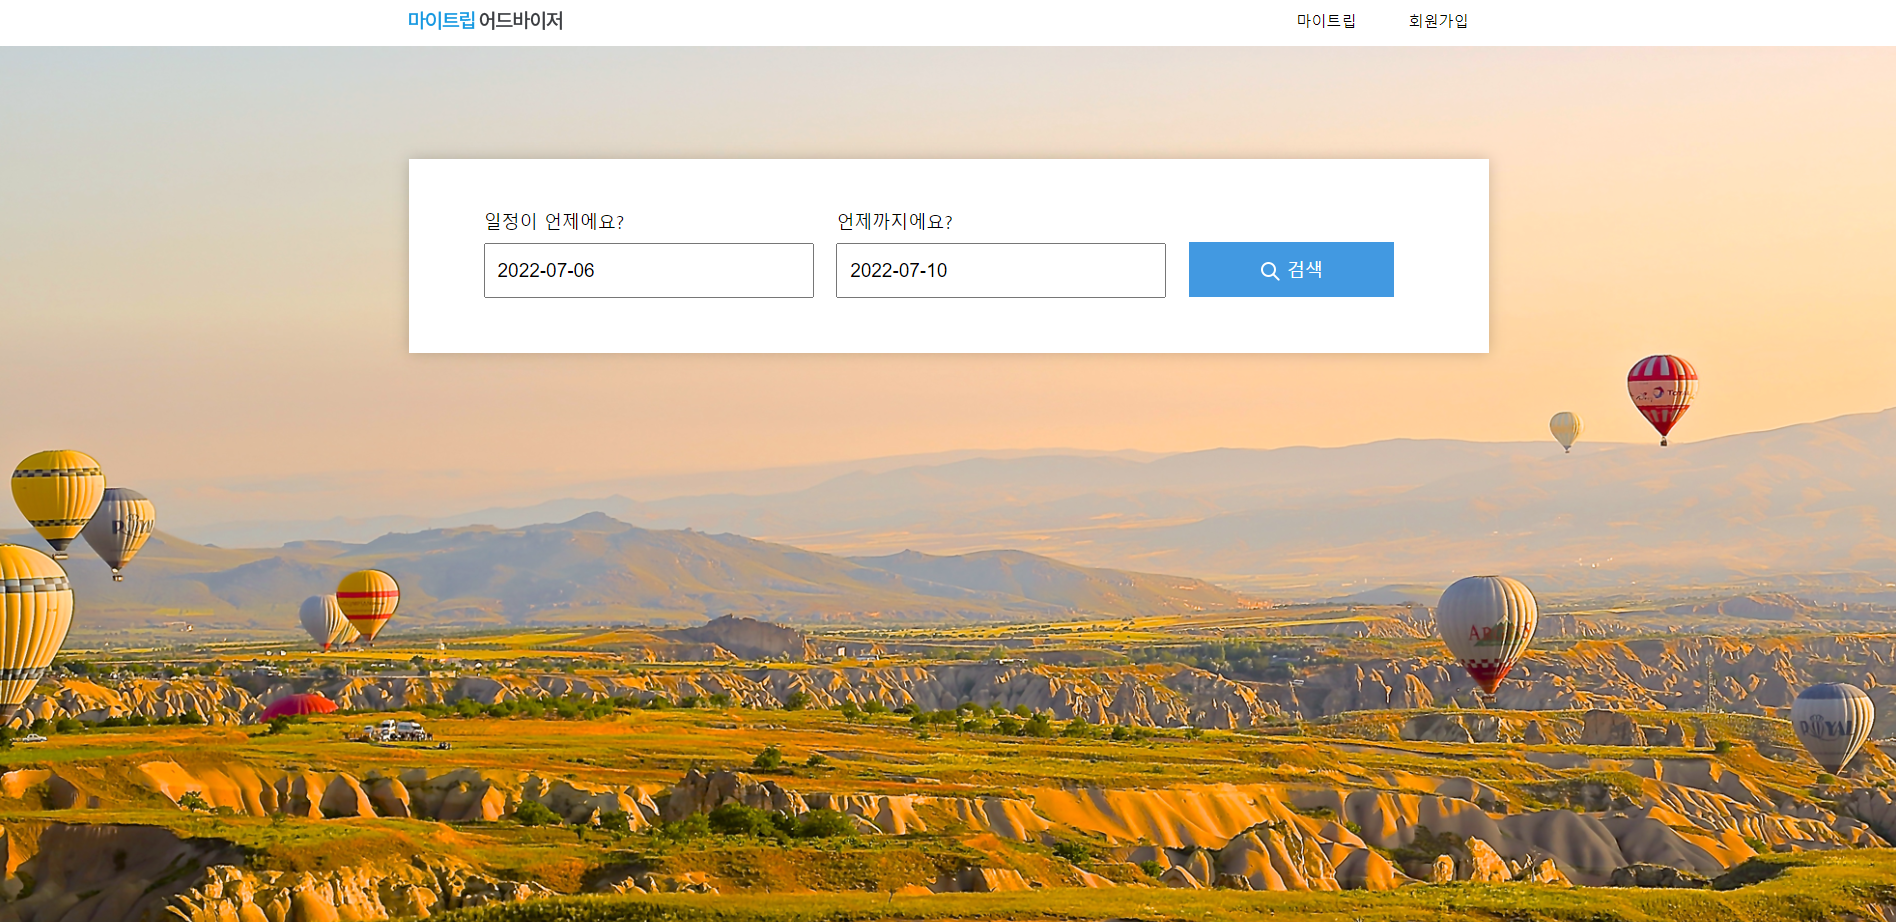 마이트립 어드바이저
마이트립 회원가입
일정이 언제에요? 언제까지에요?
2022-07-06 2022-07-10 검색
ROYAL